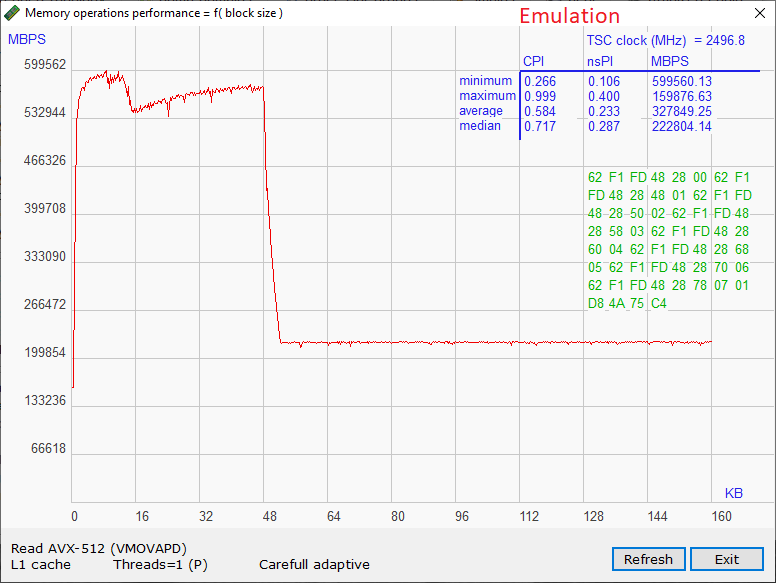 Memory operations performance = f( block size )
Emulation
MBPS
TSC clock (MHz) = 2496.8
CPI nsPI MBPS
minimum 0.266 0.106 599560.13
maximum 0.999 0.400 159876.63
average 0.584 0.233 327849.25
median 0.717 0.287 222804.14
599562
532944
466326
399708
333090
266472
199854
133236
66618
62 F1 FD 48 28 00 62 F1
FD 48 28 48 01 62 F1 FD
48 28 50 02 62 F1 FD 48
28 58 03 62 F1 FD 48 28
60 04 62 F1 FD 48 28 68
05 62 F1 FD 48 28 70 06
62 F1 FD 48 28 78 07 01
D8 4A 75 C4
KB
0 16 32 48 64 80 96 112 128 144 160
Read AVX-512 (VMOVAPD)
L1 cache Threads=1 (P) Carefull adaptive
Refresh Exit